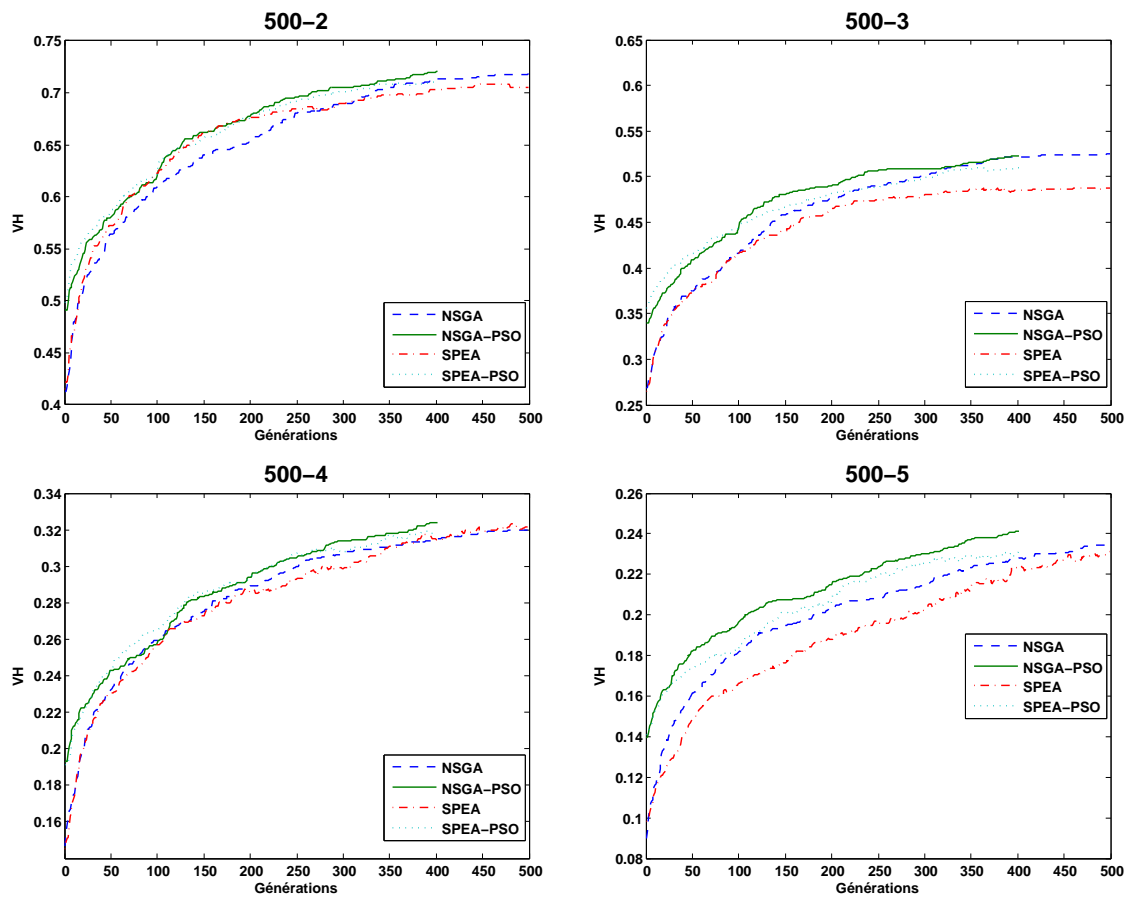 500−2
0.75
0.7
0.65
0.6
0.55
0.5
0.45
0.4
VH
0 50 100 150 200 250 300 350 400 450 500
Générations
NSGA
NSGA−PSO
SPEA
SPEA−PSO
500−3
0.65
0.6
0.55
0.5
0.45
0.4
0.35
0.3
0.25
VH
0 50 100 150 200 250 300 350 400 450 500
Générations
NSGA
NSGA−PSO
SPEA
SPEA−PSO
500−4
0.34
0.32
0.3
0.28
0.26
0.24
0.22
0.2
0.18
0.16
VH
0 50 100 150 200 250 300 350 400 450 500
Générations
NSGA
NSGA−PSO
SPEA
SPEA−PSO
500−5
0.26
0.24
0.22
0.2
0.18
0.16
0.14
0.12
0.1
0.08
VH
0 50 100 150 200 250 300 350 400 450 500
Générations
NSGA
NSGA−PSO
SPEA
SPEA−PSO